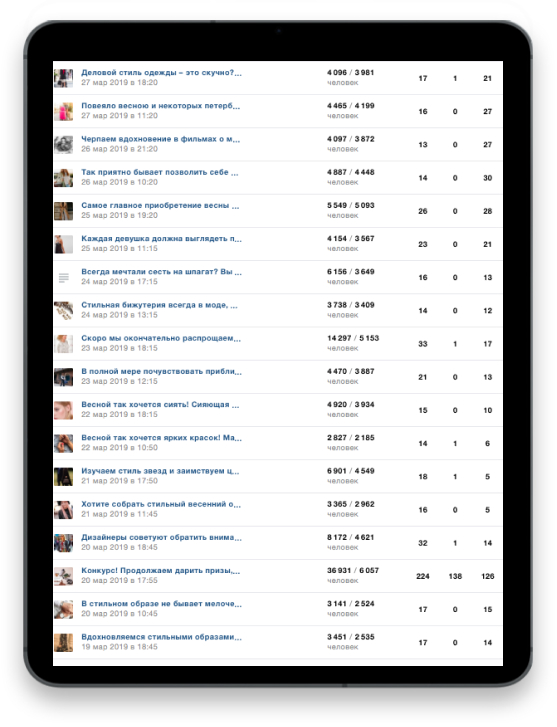 Деловой стиль одежды – это скучно?... 4 096 / 3 981 17 1 21
27 мар 2019 в 18:20 человек
Повеяло весною и некоторых петерб... 4 465 / 4 199 16 0 27
27 мар 2019 в 11:20 человек
Черпаем вдохновение в фильмах о м... 4 097 / 3 872 13 0 27
26 мар 2019 в 21:20 человек
Так приятно бывает позволить себе ... 4 887 / 4 448 14 0 30
26 мар 2019 в 10:20 человек
Самое главное приобретение весны ... 5 549 / 5 093 26 0 28
25 мар 2019 в 19:20 человек
Каждая девушка должна выглядеть п... 4 154 / 3 567 23 0 21
25 мар 2019 в 11:15 человек
Всегда мечтали сесть на шпагат? Вы ... 6 156 / 3 649 16 0 13
24 мар 2019 в 17:15 человек
Стильная бижутерия всегда в моде, ... 3 738 / 3 409 14 0 12
24 мар 2019 в 13:15 человек
Скоро мы окончательно распрощаем... 14 297 / 5 153 33 1 17
23 мар 2019 в 18:15 человек
В полной мере почувствовать прибли... 4 470 / 3 887 21 0 13
23 мар 2019 в 12:15 человек
Весной так хочется сиять! Сияющая ... 4 920 / 3 934 15 0 10
22 мар 2019 в 18:15 человек
Весной так хочется ярких красок! Ма... 2 827 / 2 185 14 1 6
22 мар 2019 в 10:50 человек
Изучаем стиль звезд и заимствуем ц... 6 901 / 4 549 18 1 5
21 мар 2019 в 17:50 человек
Хотите собрать стильный весенний о... 3 365 / 2 962 16 0 5
21 мар 2019 в 11:45 человек
Дизайнеры советуют обратить внима... 8 172 / 4 621 32 1 14
20 мар 2019 в 18:45 человек
Конкурс! Продолжаем дарить призы,... 36 931 / 6 057 224 138 126
20 мар 2019 в 17:55 человек
В стильном образе не бывает мелоче... 3 141 / 2 524 17 0 15
20 мар 2019 в 10:45 человек
Вдохновляемся стильными образами... 3 451 / 2 535 17 0 14
19 мар 2019 в 18:45 человек